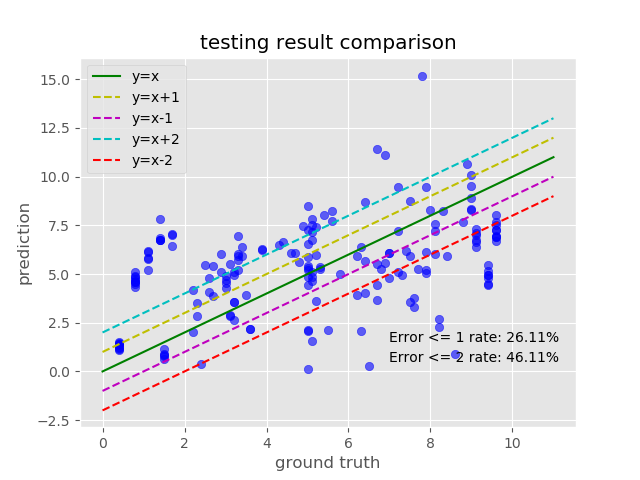 testing result comparison
y=x
y=x+1
y=x-1
y=x+2
y=x-2
15.0
12.5
10.0
7.5
5.0
2.5
0.0
−2.5
prediction
Error <= 1 rate: 26.11%
Error <= 2 rate: 46.11%
0 2 4 6 8 10
ground truth